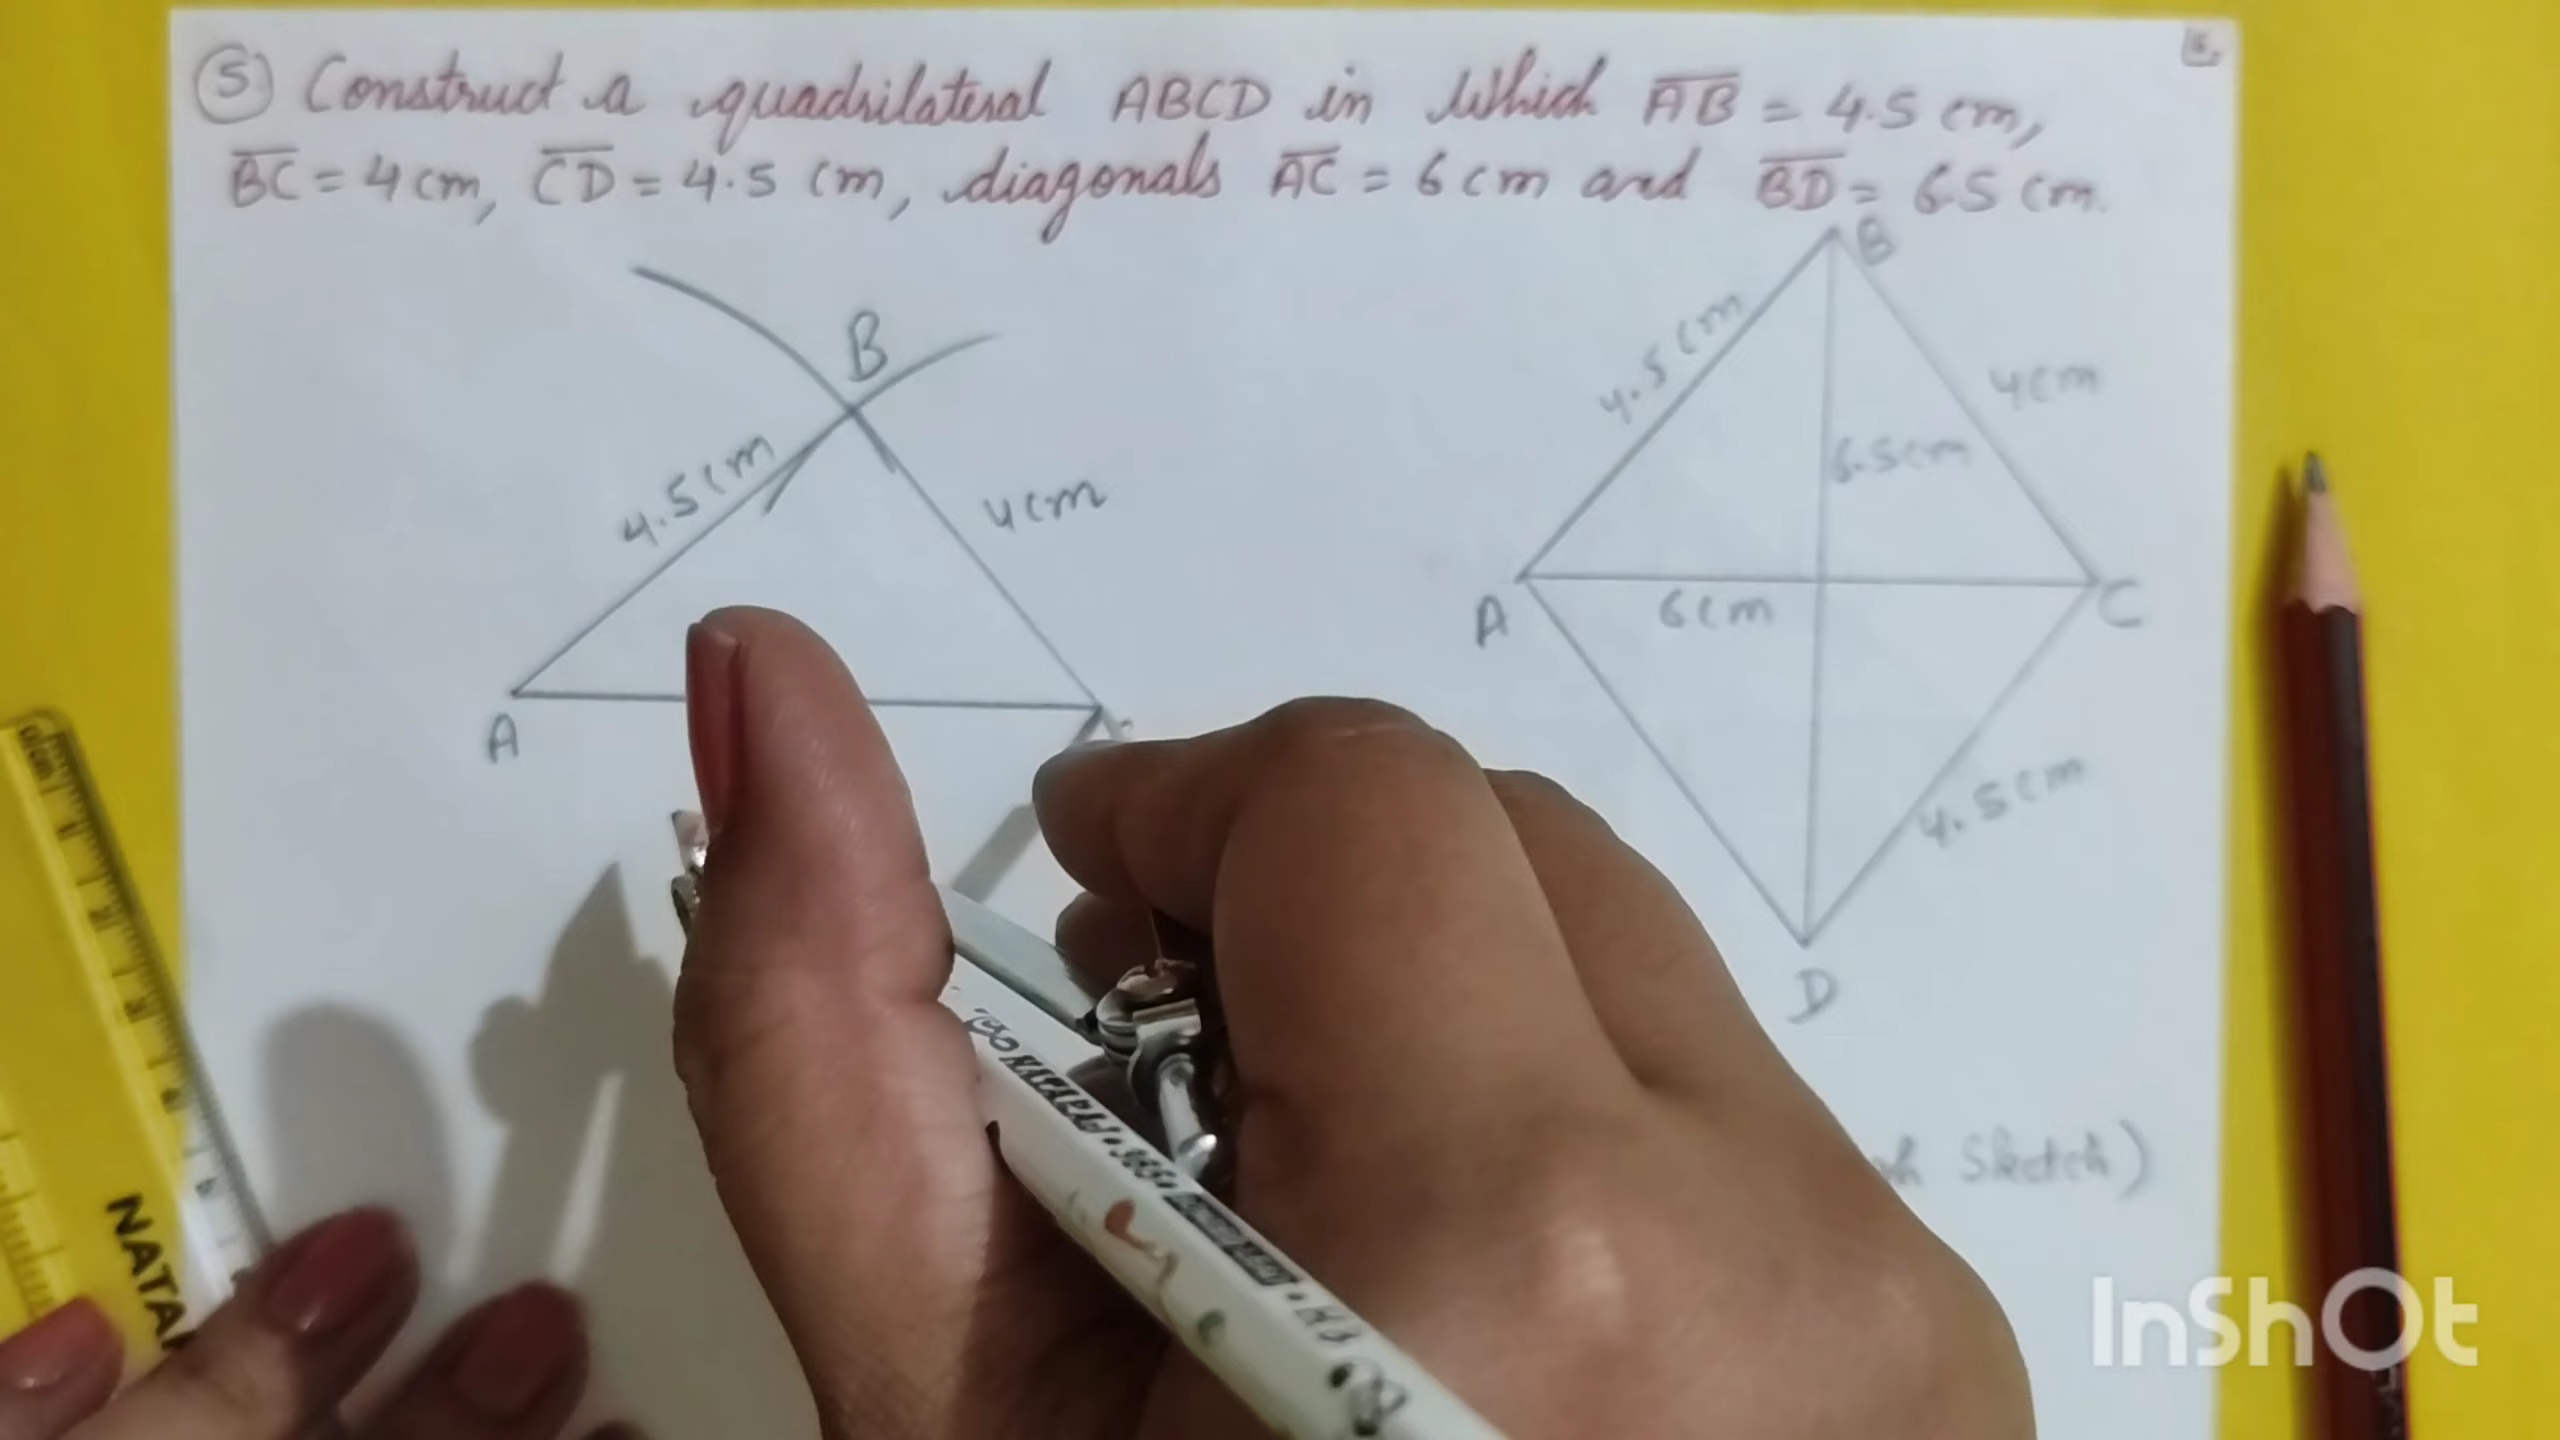 5) Construct a quadrilateral ABCD in which AB = 4.5 cm,
BC = 4 cm, CD = 4.5 cm, diagonals AC = 6 cm and BD = 6.5 cm.
B
4.5 cm
4 cm
A
B
4.5 cm
4 cm
6.5 cm
A
6 cm
C
4.5 cm
D
Sketch)
NATA
InShOt